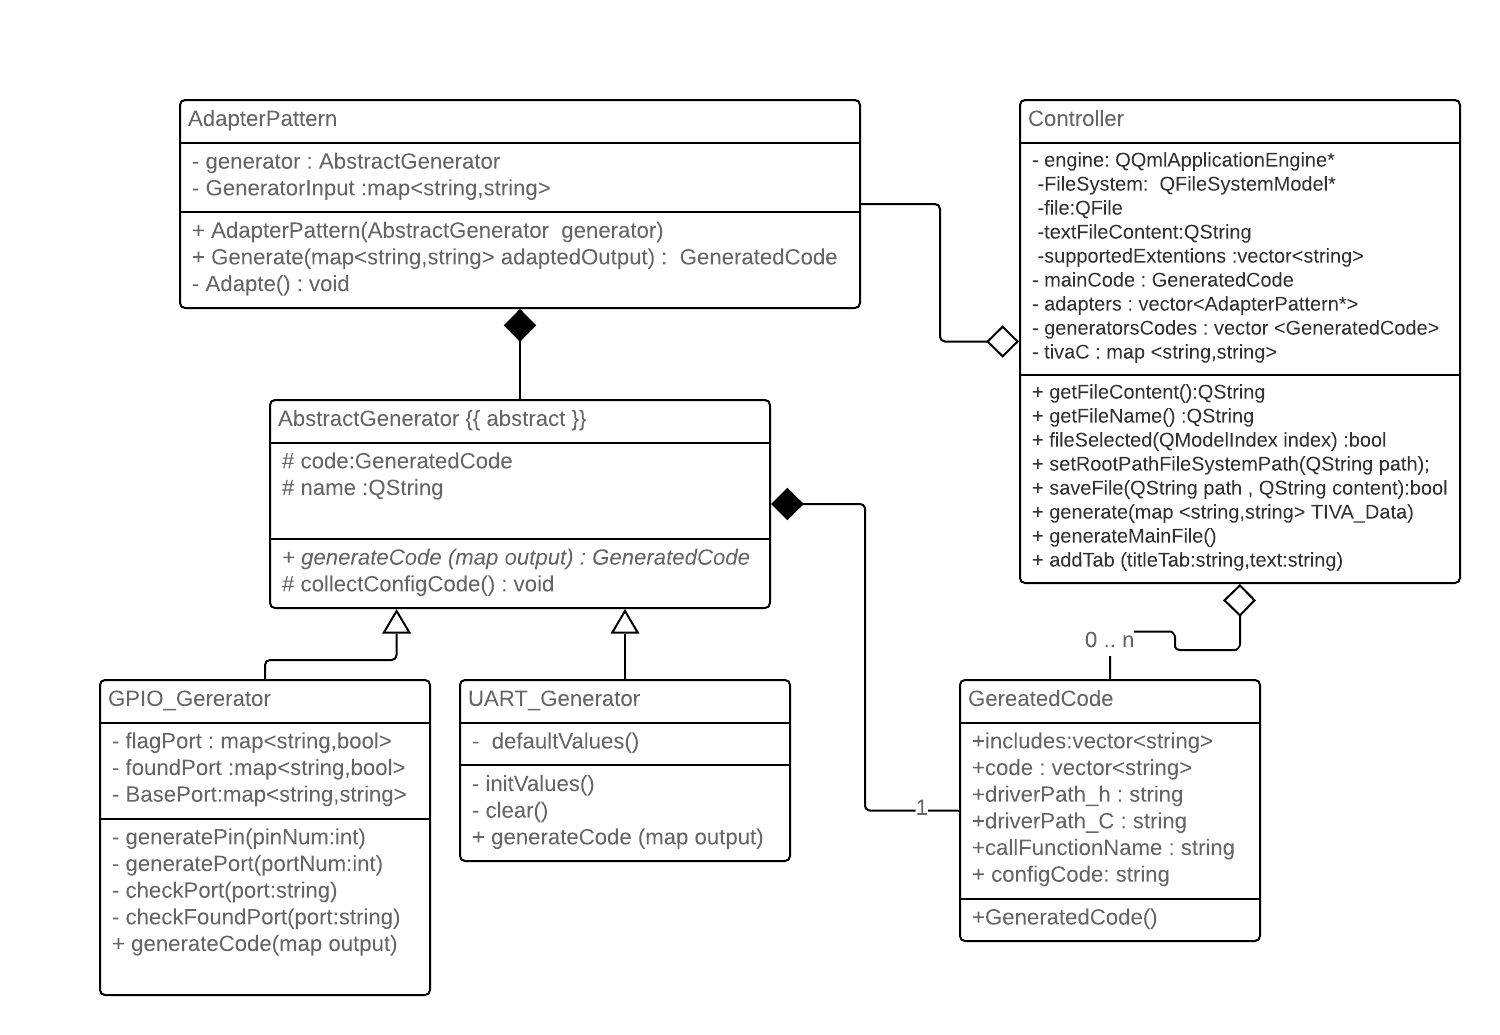 AdapterPattern
- generator : AbstractGenerator
- GeneratorInput :map<string,string>
+ AdapterPattern(AbstractGenerator  generator)
+ Generate(map<string,string> adaptedOutput) :  GeneratedCode
- Adapte() : void
Controller
- engine: QQmlApplicationEngine*
-FileSystem:  QFileSystemModel*
-file:QFile
-textFileContent:QString
-supportedExtentions :vector<string>
- mainCode : GeneratedCode
- adapters : vector<AdapterPattern*>
- generatorsCodes : vector <GeneratedCode>
- tivaC : map <string,string>
+ getFileContent():QString
+ getFileName() :QString
+ fileSelected(QModelIndex index) :bool
+ setRootPathFileSystemPath(QString path);
+ saveFile(QString path , QString content):bool
+ generate(map <string,string> TIVA_Data)
+ generateMainFile()
+ addTab (titleTab:string,text:string)
AbstractGenerator {{ abstract }}
# code:GeneratedCode
# name :QString
+ generateCode (map output) : GeneratedCode
# collectConfigCode() : void
0 .. n
GPIO_Gererator
- flagPort : map<string,bool>
- foundPort :map<string,bool>
- BasePort:map<string,string>
- generatePin(pinNum:int)
- generatePort(portNum:int)
- checkPort(port:string)
- checkFoundPort(port:string)
+ generateCode(map output)
UART_Generator
-  defaultValues()
- initValues()
- clear()
+ generateCode (map output)
1
GereatedCode
+includes:vector<string>
+code : vector<string>
+driverPath_h : string
+driverPath_C : string
+callFunctionName : string
+ configCode: string
+GeneratedCode()